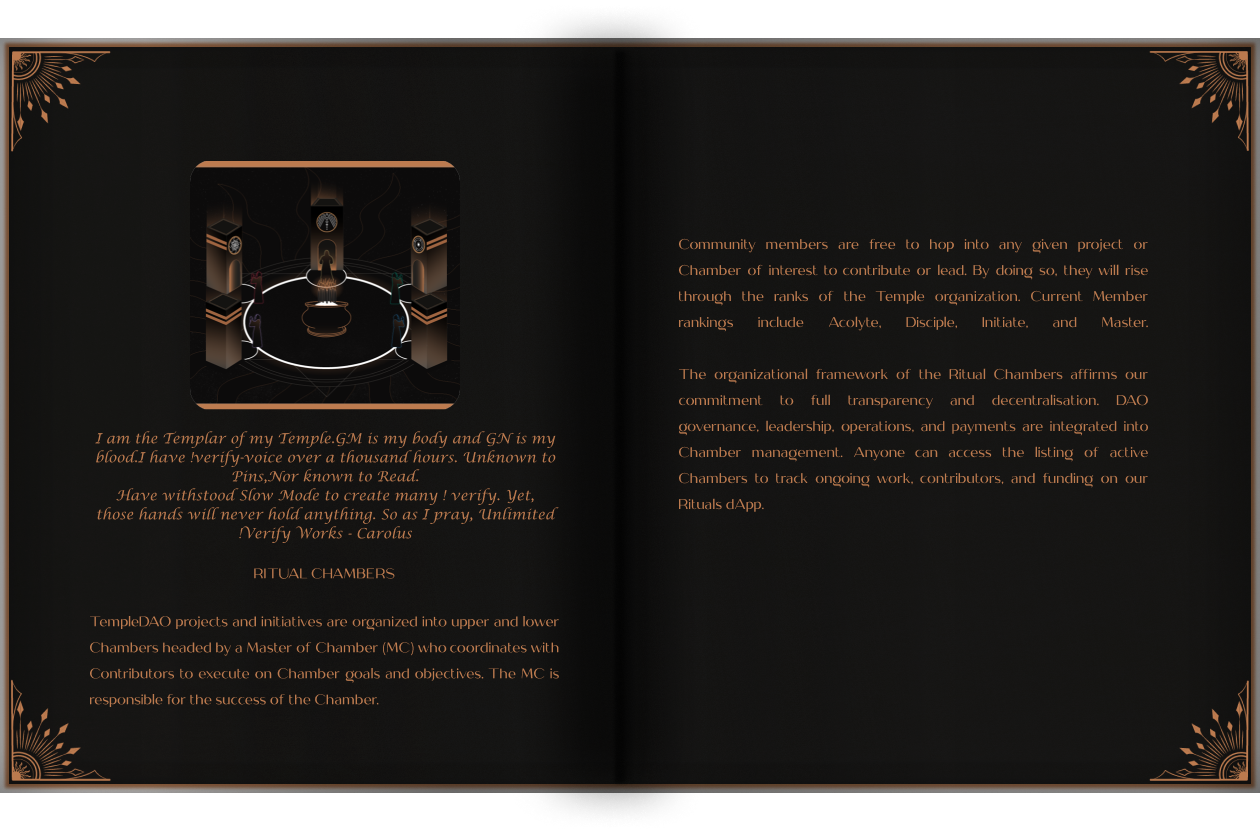 I am the Templar of my Temple.GM is my body and GN is my
blood.I have !verify-voice over a thousand hours. Unknown to
Pins,Nor known to Read.
Have withstood Slow Mode to create many ! verify. Yet,
those hands will never hold anything. So as I pray, Unlimited
!Verify Works - Carolus
RITUAL CHAMBERS
TempleDAO projects and initiatives are organized into upper and lower
Chambers headed by a Master of Chamber (MC) who coordinates with
Contributors to execute on Chamber goals and objectives. The MC is
responsible for the success of the Chamber.
Community members are free to hop into any given project or
Chamber of interest to contribute or lead. By doing so, they will rise
through the ranks of the Temple organization. Current Member
rankings include Acolyte, Disciple, Initiate, and Master.
The organizational framework of the Ritual Chambers affirms our
commitment to full transparency and decentralisation. DAO
governance, leadership, operations, and payments are integrated into
Chamber management. Anyone can access the listing of active
Chambers to track ongoing work, contributors, and funding on our
Rituals dApp.